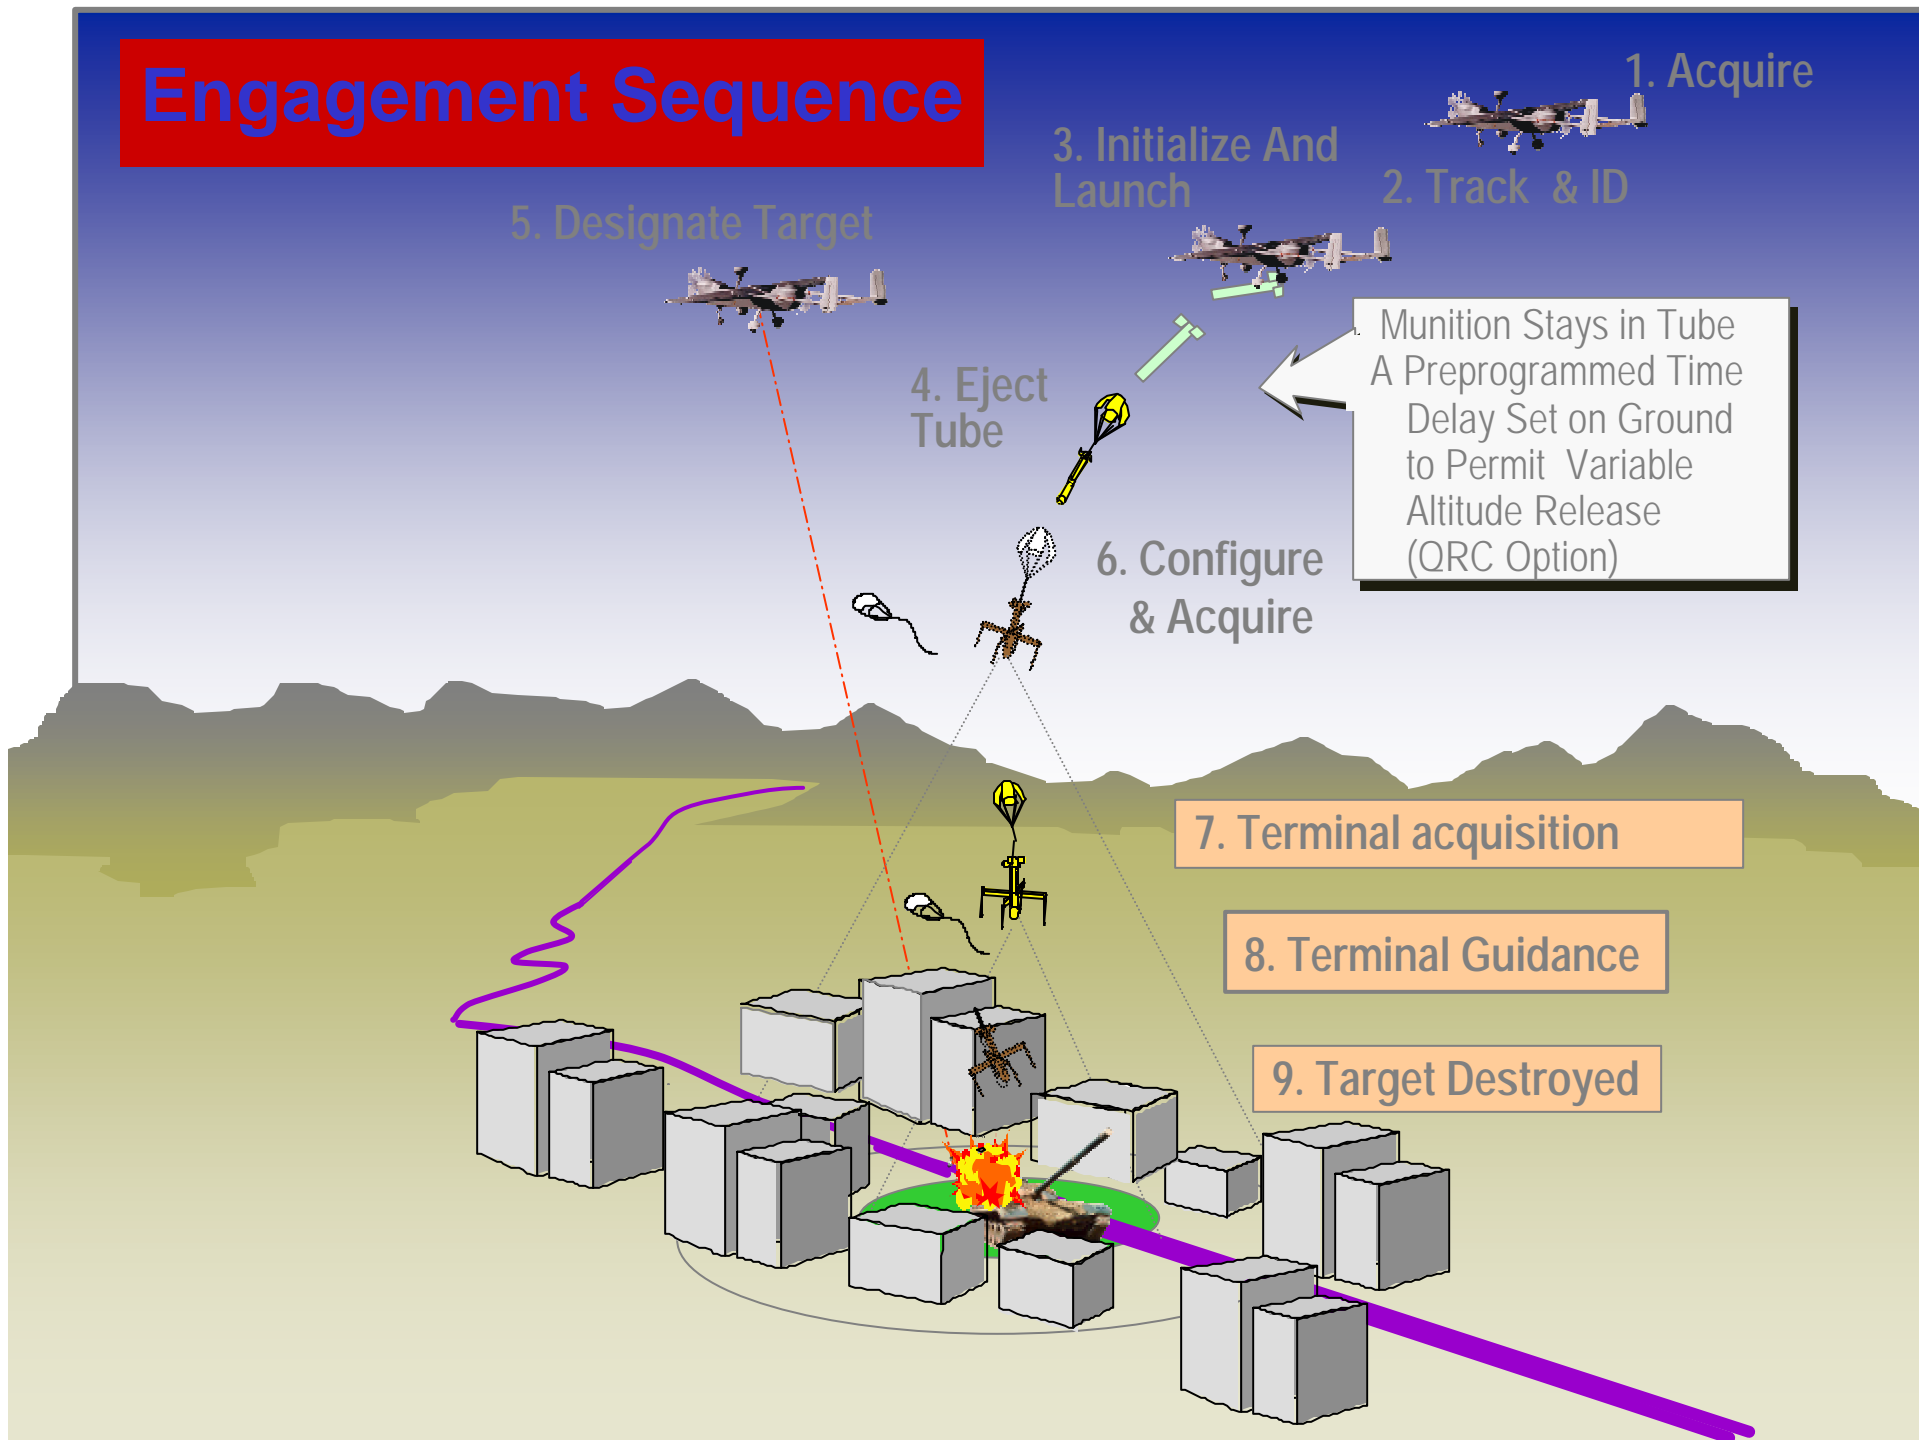 Engagement Sequence
1. Acquire
2. Track & ID
3. Initialize And
Launch
5. Designate Target
4. Eject
Tube
Munition Stays in Tube
A Preprogrammed Time
Delay Set on Ground
to Permit Variable
Altitude Release
(QRC Option)
6. Configure
& Acquire
7. Terminal acquisition
8. Terminal Guidance
9. Target Destroyed